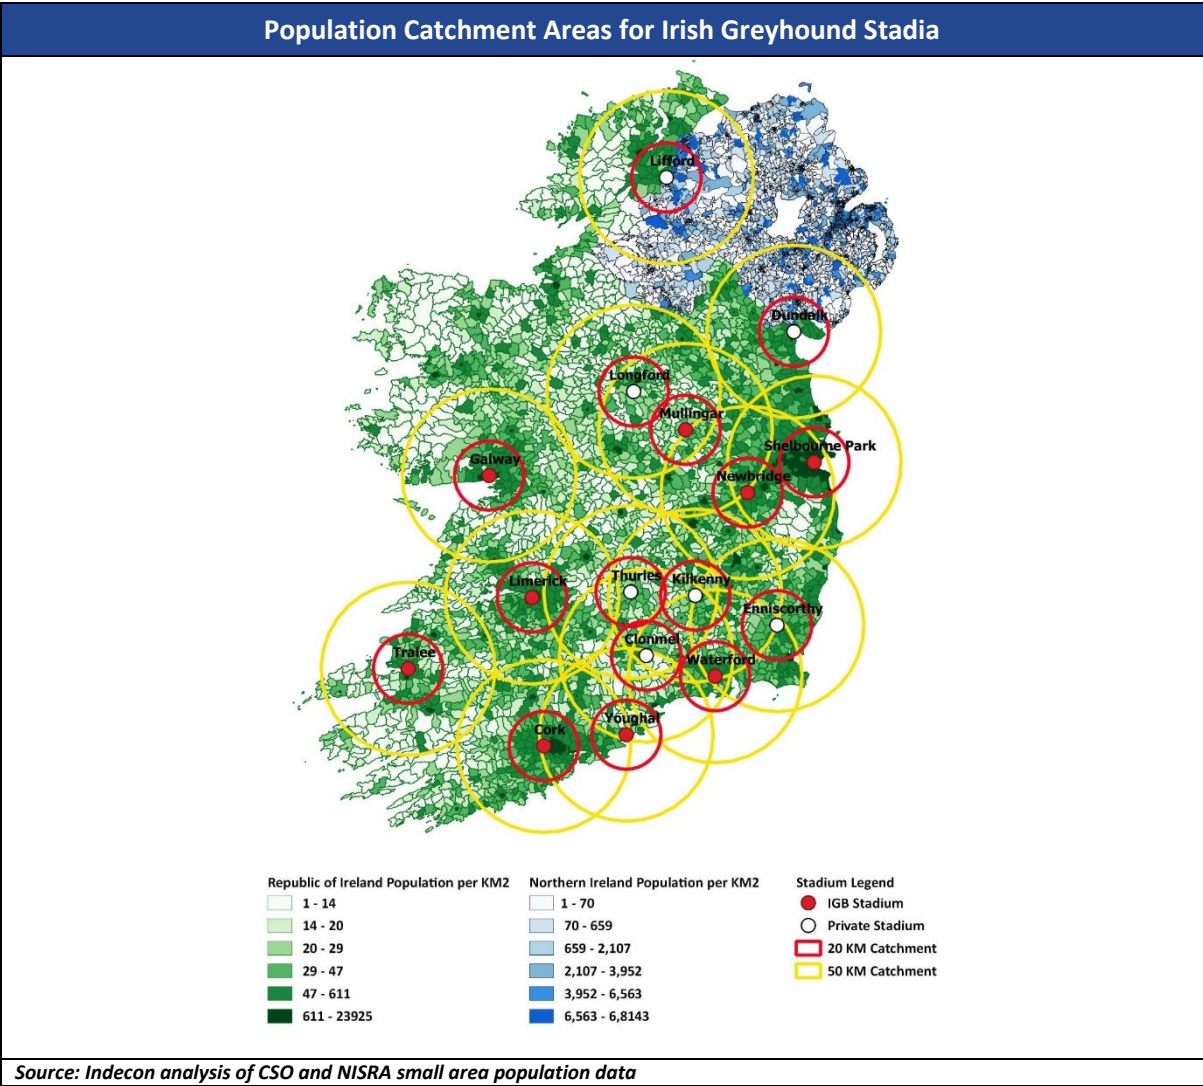 Population Catchment Areas for Irish Greyhound Stadia
Lifford
Dundalk
Longford
Mullingar
Shelbourne Park
Galway
Newbridge
Limerick
Thurles
Kilkenny
Enniscorthy
Clonmel
Tralee
Waterford
Youghal
Cork
Republic of Ireland Population per KM2
1 - 14
14 - 20
20 - 29
29 - 47
47 - 611
611 - 23925
Northern Ireland Population per KM2
1 - 70
70 - 659
659 - 2,107
2,107 - 3,952
3,952 - 6,563
6,563 - 6,8143
Stadium Legend
IGB Stadium
Private Stadium
20 KM Catchment
50 KM Catchment
Source: Indecon analysis of CSO and NISRA small area population data